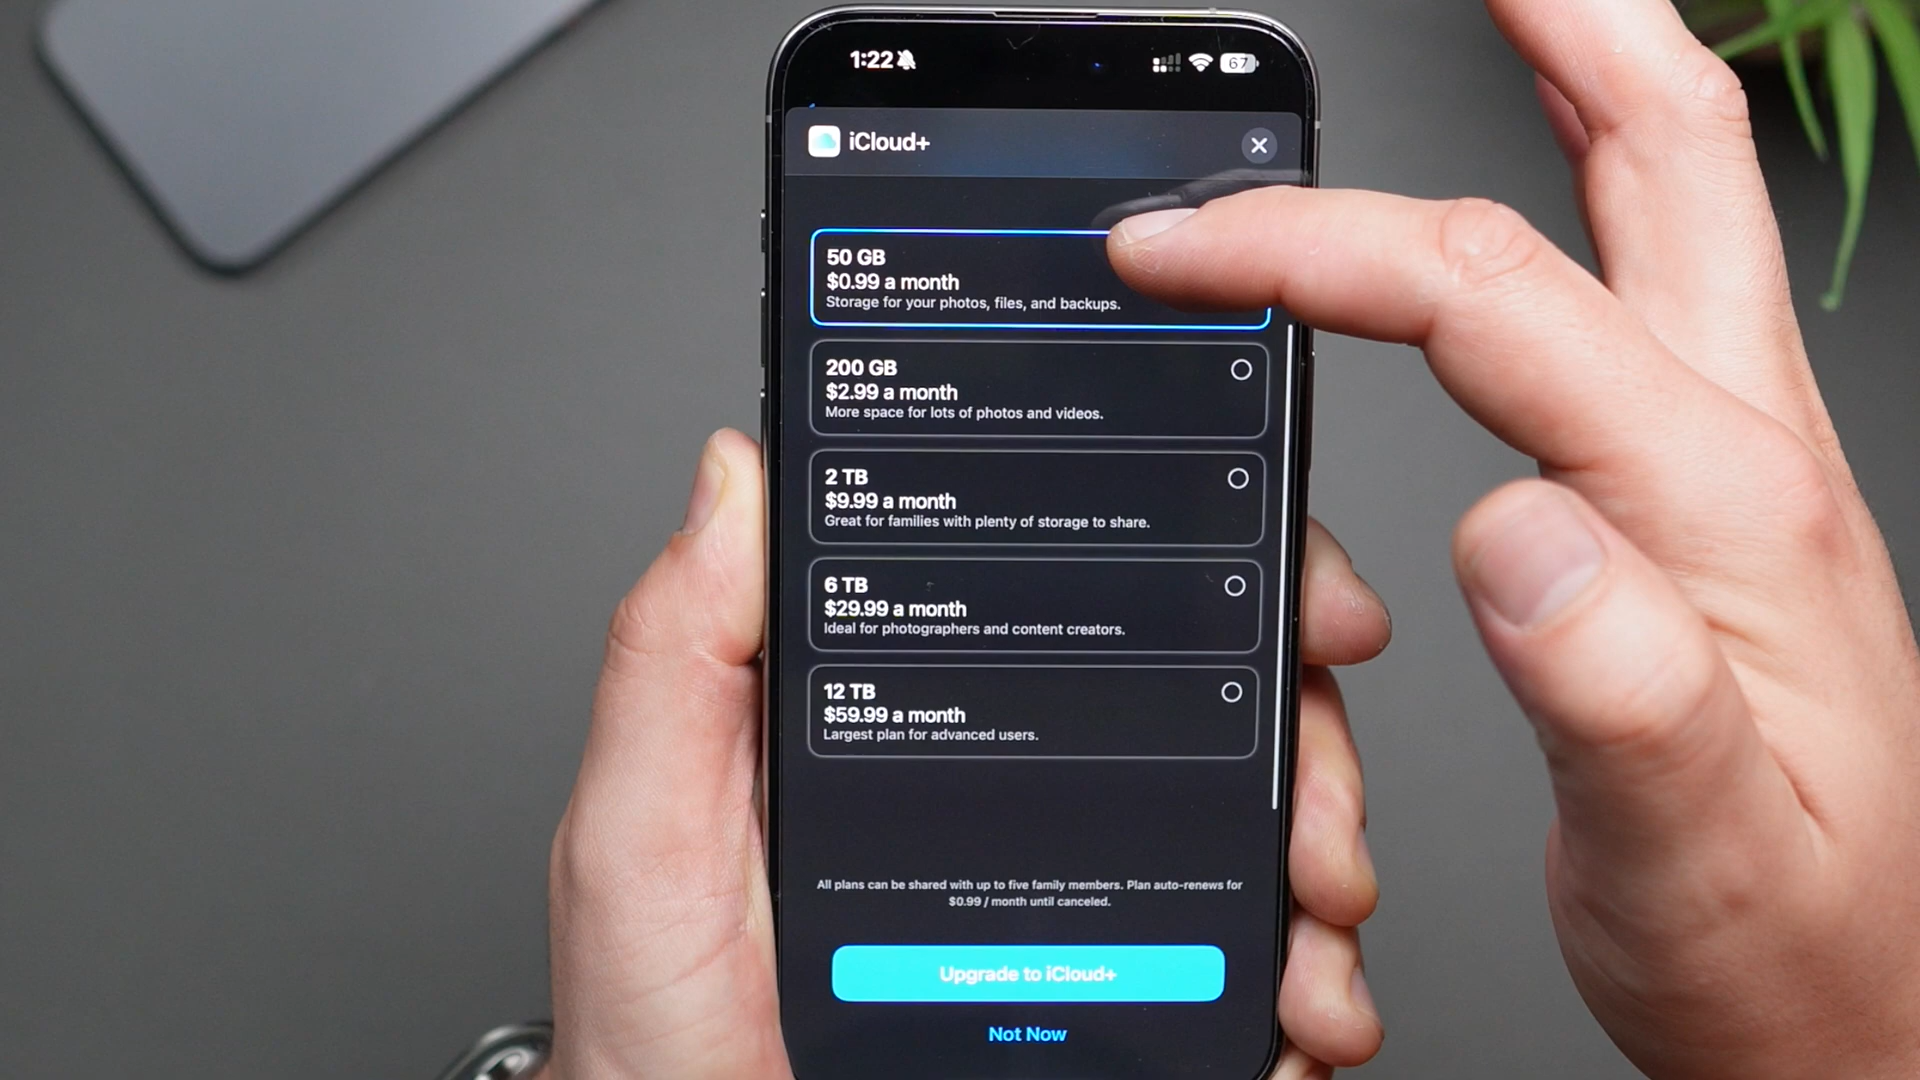 1:22
67
iCloud+
50 GB
$0.99 a month
Storage for your photos, files, and backups.
200 GB
$2.99 a month
More space for lots of photos and videos.
2 TB
$9.99 a month
Great for families with plenty of storage to share.
6 TB
$29.99 a month
Ideal for photographers and content creators.
12 TB
$59.99 a month
Largest plan for advanced users.
All plans can be shared with up to five family members. Plan auto-renews for
$0.99 / month until canceled.
Upgrade to iCloud+
Not Now